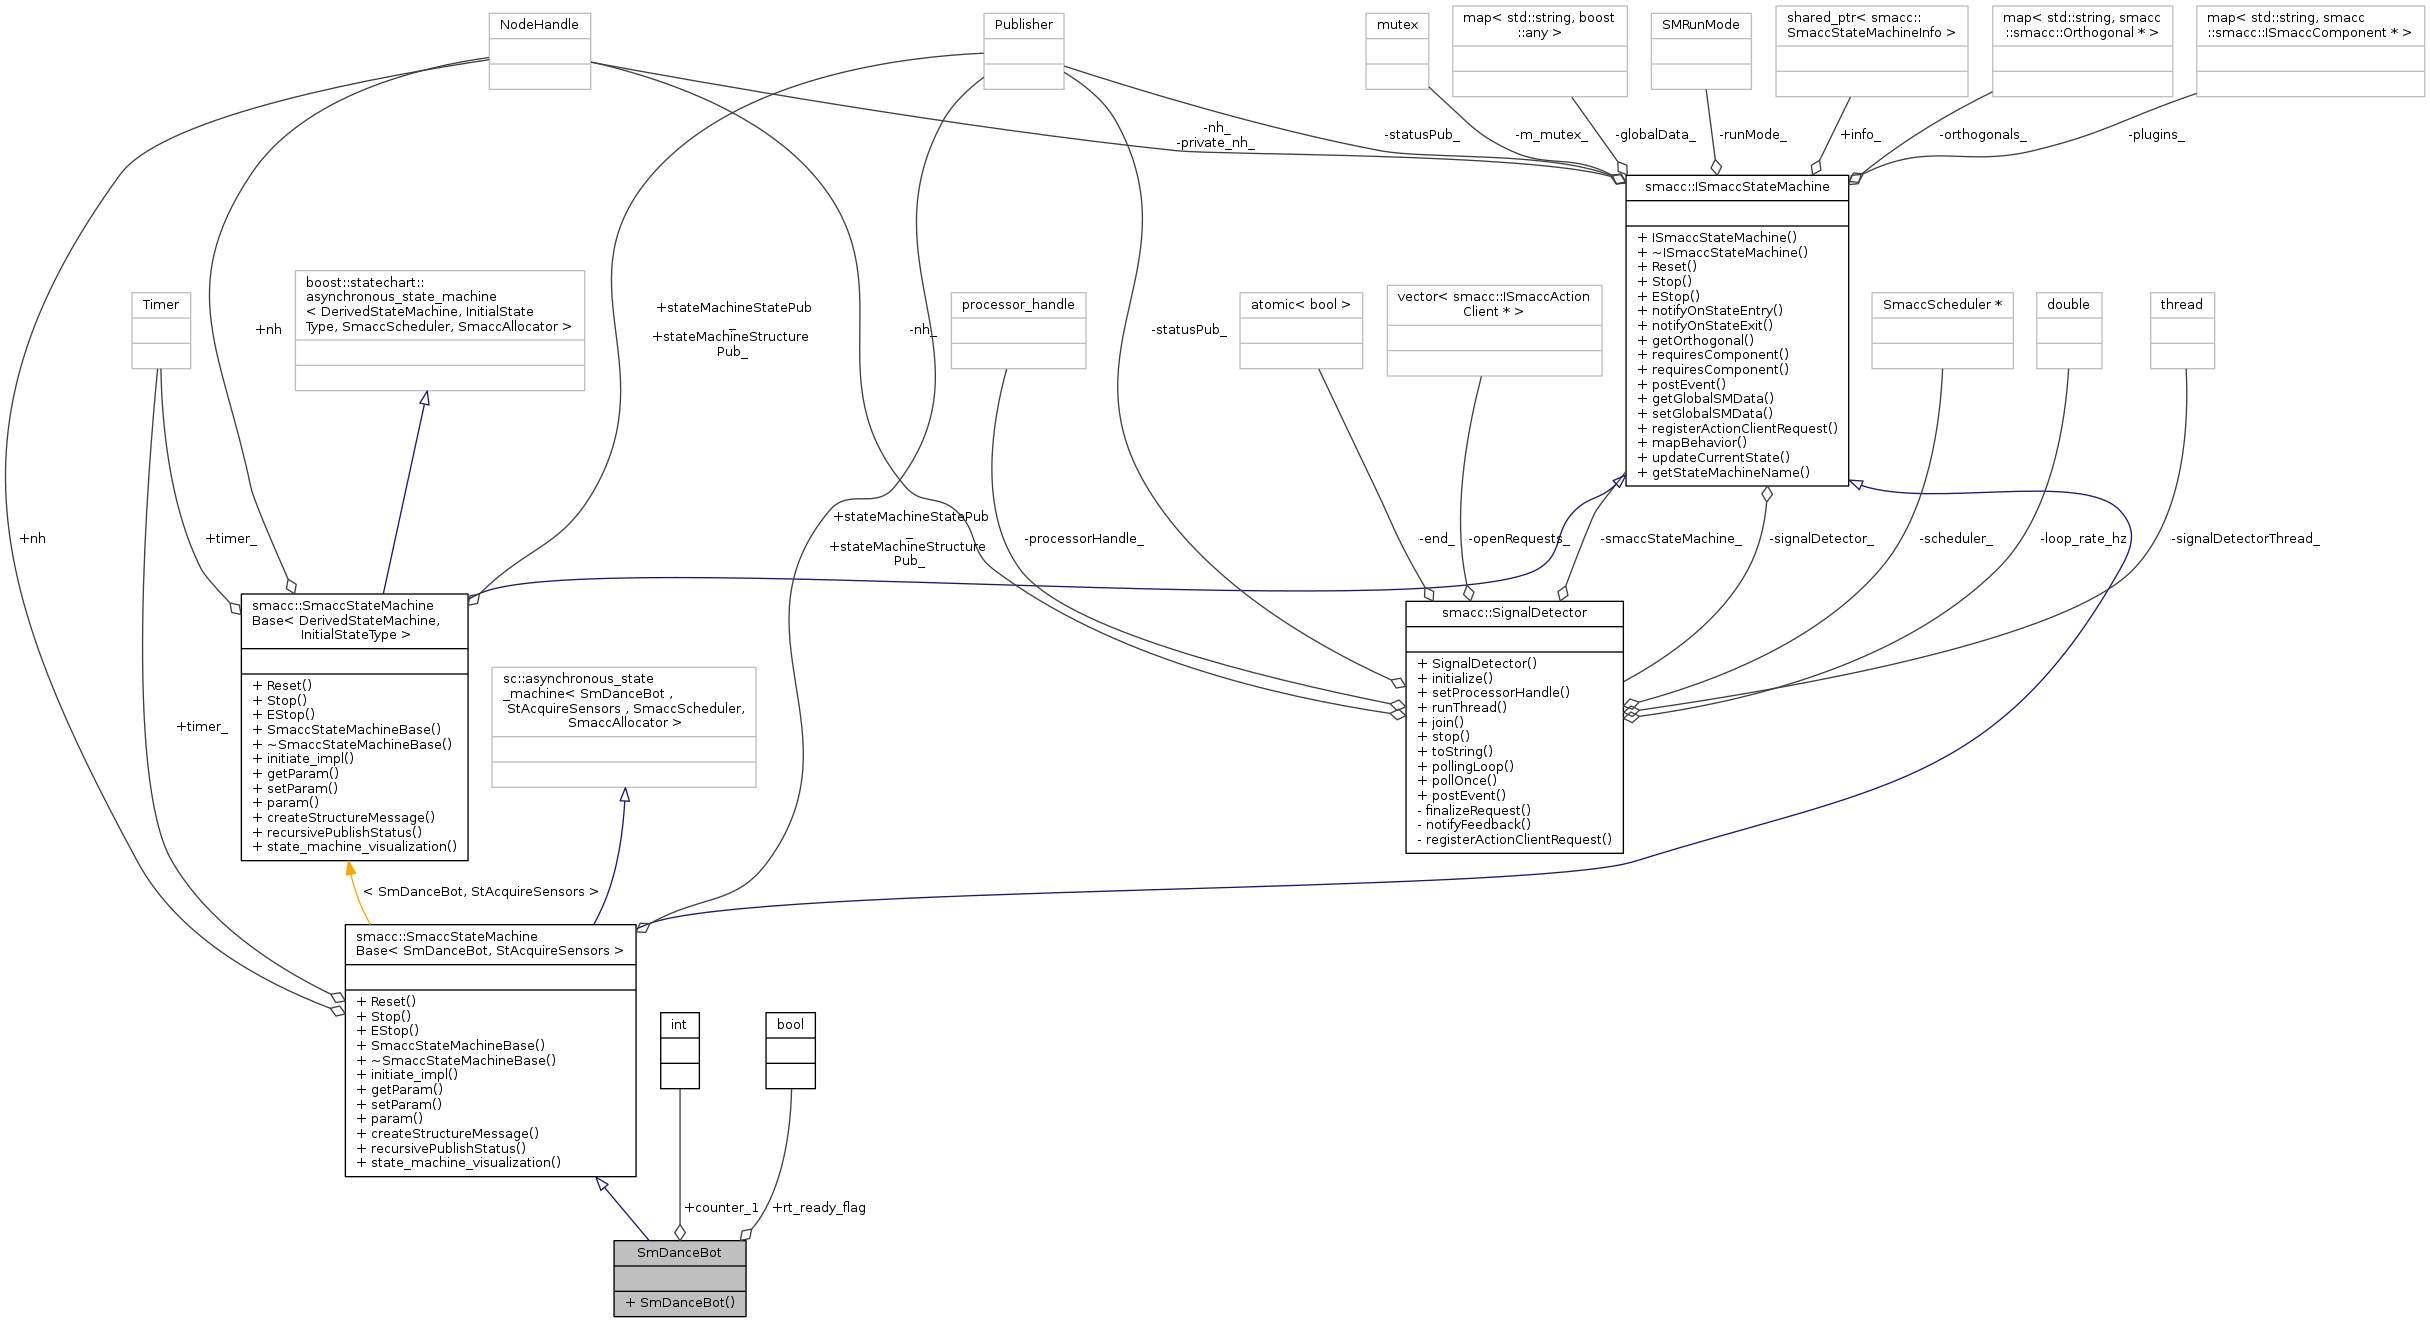 NodeHandle
Publisher
mutex
map< std::string, boost
::any >
SMRunMode
shared_ptr< smacc::
SmaccStateMachineInfo >
map< std::string, smacc
::smacc::Orthogonal * >
map< std::string, smacc
::smacc::ISmaccComponent * >
-nh_
-private_nh_
-statusPub_
-m_mutex_
-globalData_
-runMode_
+info_
-orthogonals_
-plugins_
smacc::ISmaccStateMachine
+ ISmaccStateMachine()
+ ~ISmaccStateMachine()
+ Reset()
+ Stop()
+ EStop()
+ notifyOnStateEntry()
+ notifyOnStateExit()
+ getOrthogonal()
+ requiresComponent()
+ requiresComponent()
+ postEvent()
+ getGlobalSMData()
+ setGlobalSMData()
+ registerActionClientRequest()
+ mapBehavior()
+ updateCurrentState()
+ getStateMachineName()
Timer
boost::statechart::
asynchronous_state_machine
< DerivedStateMachine, InitialState
Type, SmaccScheduler, SmaccAllocator >
+nh
+stateMachineStatePub
_
+stateMachineStructure
Pub_
-nh_
processor_handle
-statusPub_
atomic< bool >
vector< smacc::ISmaccAction
Client * >
SmaccScheduler *
double
thread
+nh
+timer_
+stateMachineStatePub
_
+stateMachineStructure
Pub_
-processorHandle_
-end_
-openRequests_
-smaccStateMachine_
-signalDetector_
-scheduler_
-loop_rate_hz
-signalDetectorThread_
smacc::SmaccStateMachine
Base< DerivedStateMachine,
InitialStateType >
+ Reset()
+ Stop()
+ EStop()
+ SmaccStateMachineBase()
+ ~SmaccStateMachineBase()
+ initiate_impl()
+ getParam()
+ setParam()
+ param()
+ createStructureMessage()
+ recursivePublishStatus()
+ state_machine_visualization()
sc::asynchronous_state
_machine< SmDanceBot ,
StAcquireSensors , SmaccScheduler,
SmaccAllocator >
smacc::SignalDetector
+ SignalDetector()
+ initialize()
+ setProcessorHandle()
+ runThread()
+ join()
+ stop()
+ toString()
+ pollingLoop()
+ pollOnce()
+ postEvent()
- finalizeRequest()
- notifyFeedback()
- registerActionClientRequest()
+timer_
< SmDanceBot, StAcquireSensors >
smacc::SmaccStateMachine
Base< SmDanceBot, StAcquireSensors >
+ Reset()
+ Stop()
+ EStop()
+ SmaccStateMachineBase()
+ ~SmaccStateMachineBase()
+ initiate_impl()
+ getParam()
+ setParam()
+ param()
+ createStructureMessage()
+ recursivePublishStatus()
+ state_machine_visualization()
int
bool
+counter_1
+rt_ready_flag
SmDanceBot
+ SmDanceBot()